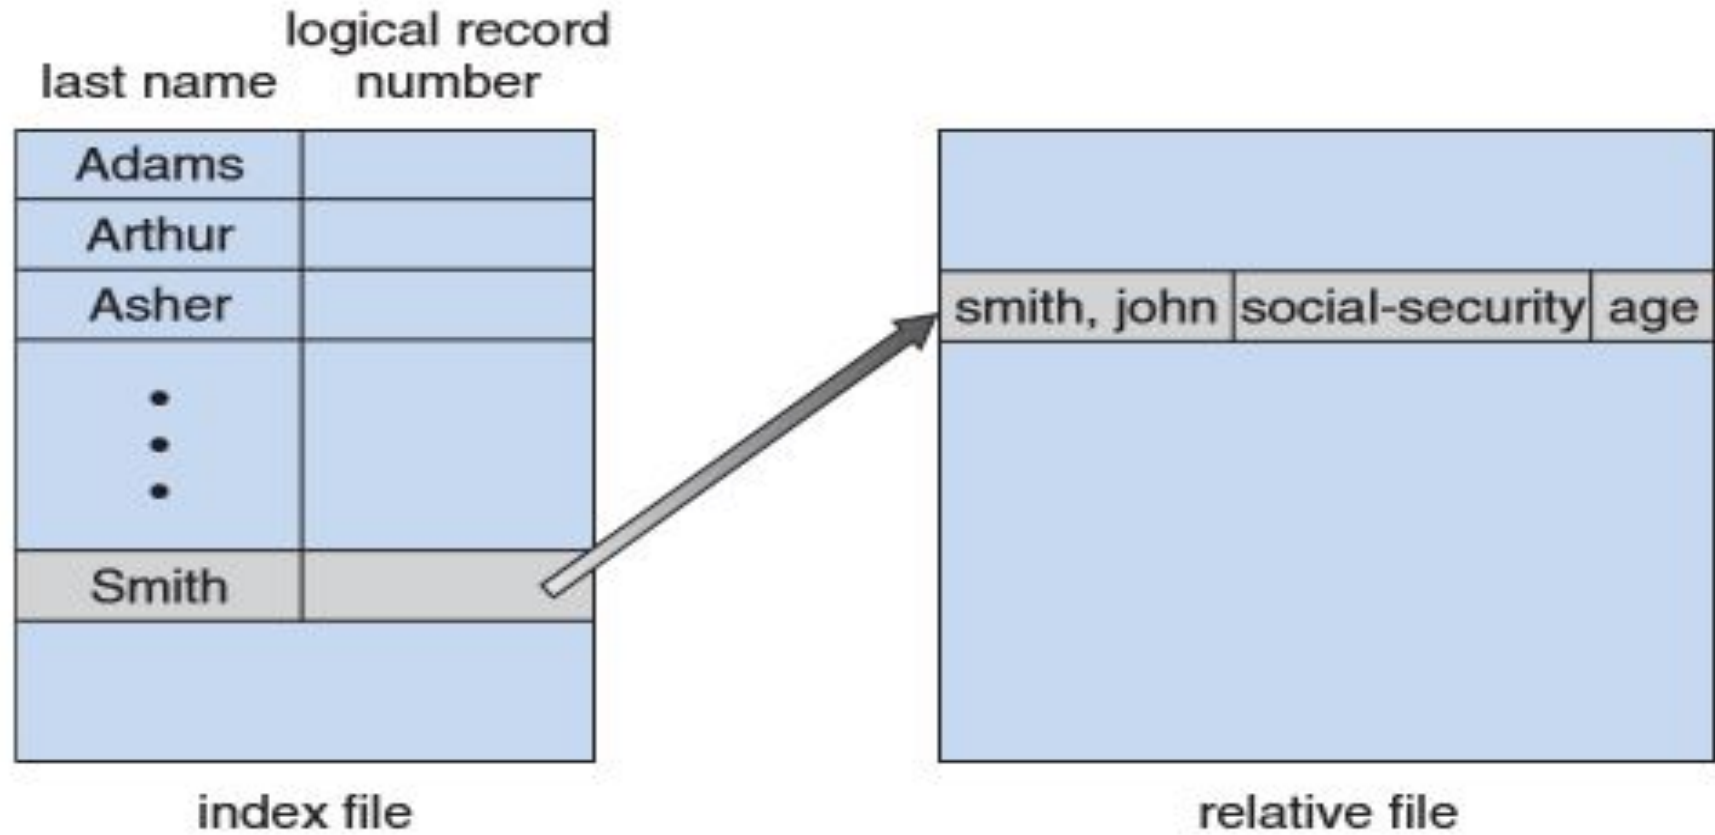 logical record
last name number
Adams
Arthur
Asher
smith, john social-security age
Smith
index file relative file